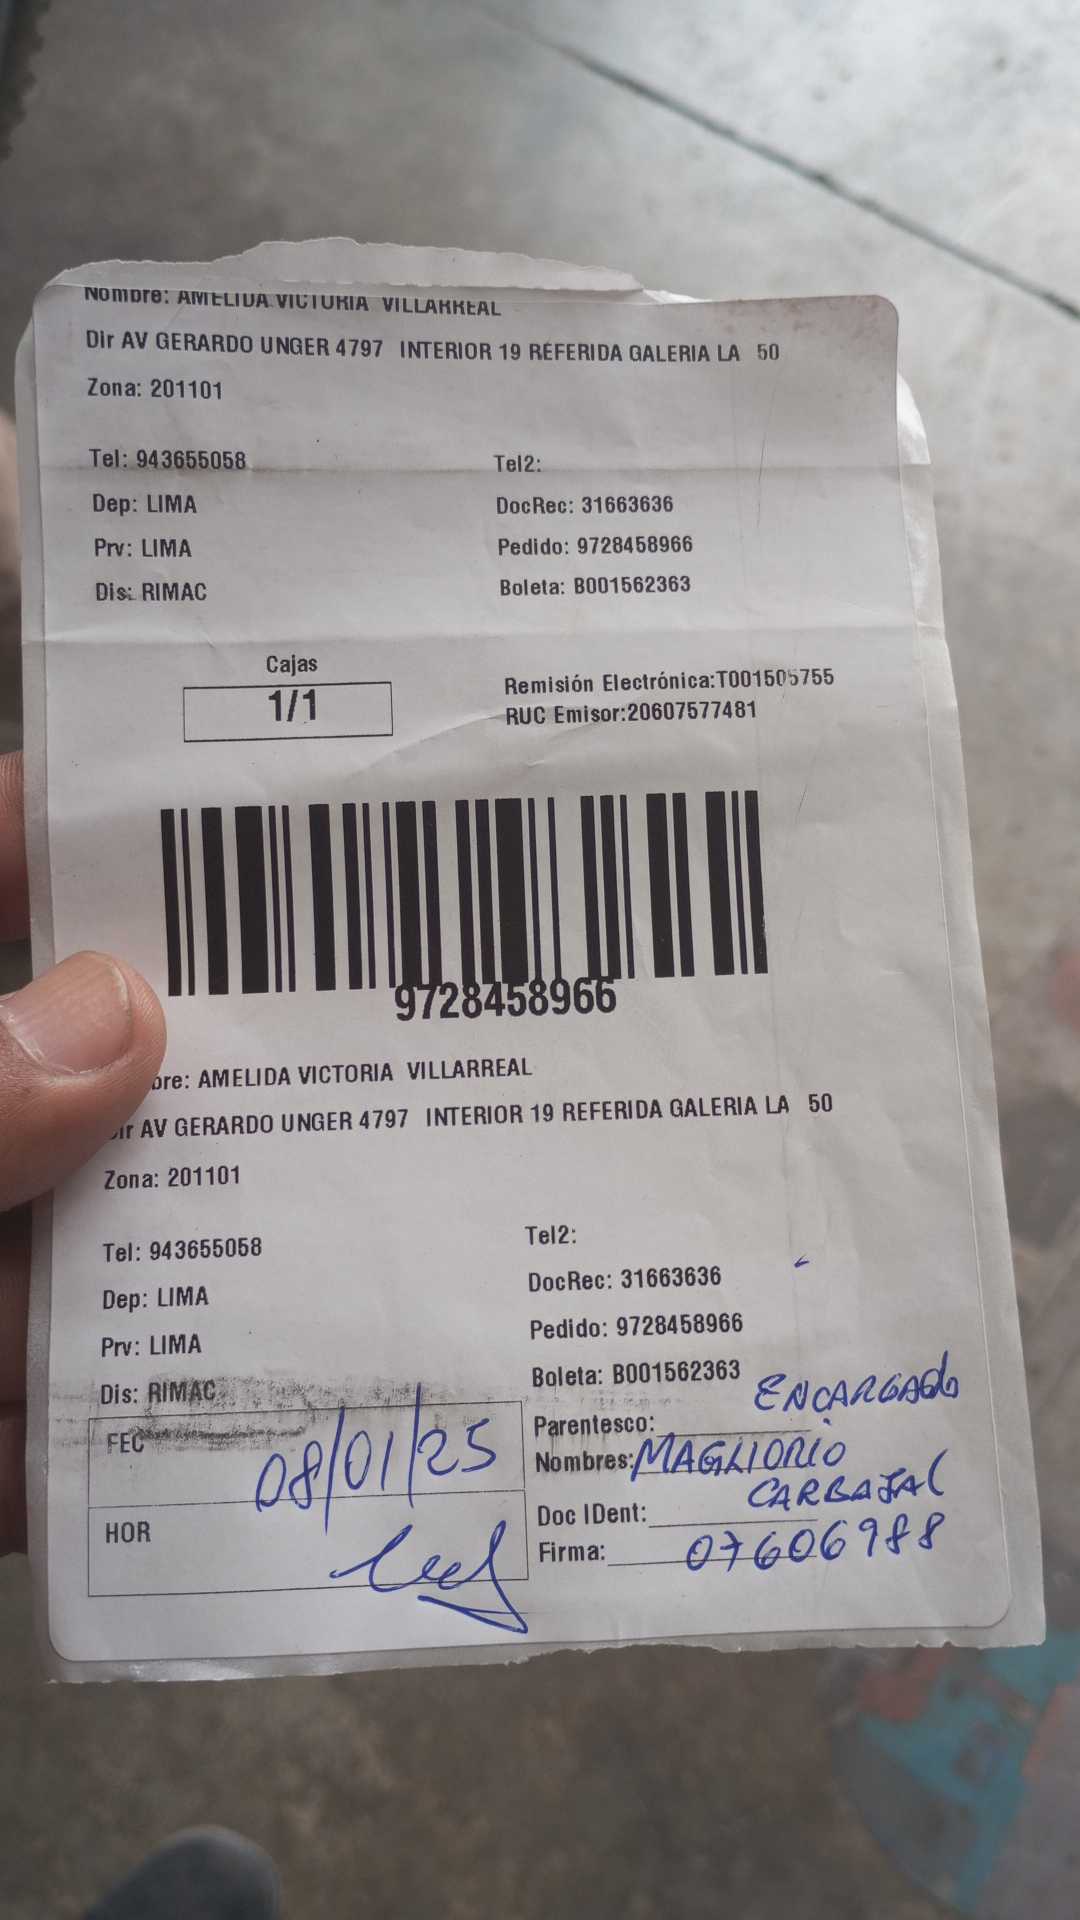 Nombre: AMELIDA VICTORIA VILLARREAL
Dir AV GERARDO UNGER 4797 INTERIOR 19 REFERIDA GALERIA LA 50
Zona: 201101
Tel: 943655058 Tel2:
Dep: LIMA DocRec: 31663636
Prv: LIMA Pedido: 9728458966
Dis: RIMAC Boleta: B001562363
Cajas
1/1
Remisión Electrónica:T001505755
RUC Emisor:20607577481
9728458966
bre: AMELIDA VICTORIA VILLARREAL
Dir AV GERARDO UNGER 4797 INTERIOR 19 REFERIDA GALERIA LA 50
Zona: 201101
Tel: 943655058 Tel2:
Dep: LIMA DocRec: 31663636
Prv: LIMA Pedido: 9728458966
Dis: RIMAC Boleta: B001562363
FEC 08/01/25
HOR
Parentesco: ENCARGADO
Nombres: MAGLIORIO
CARBAJAL
Doc IDent:
Firma: 07606988